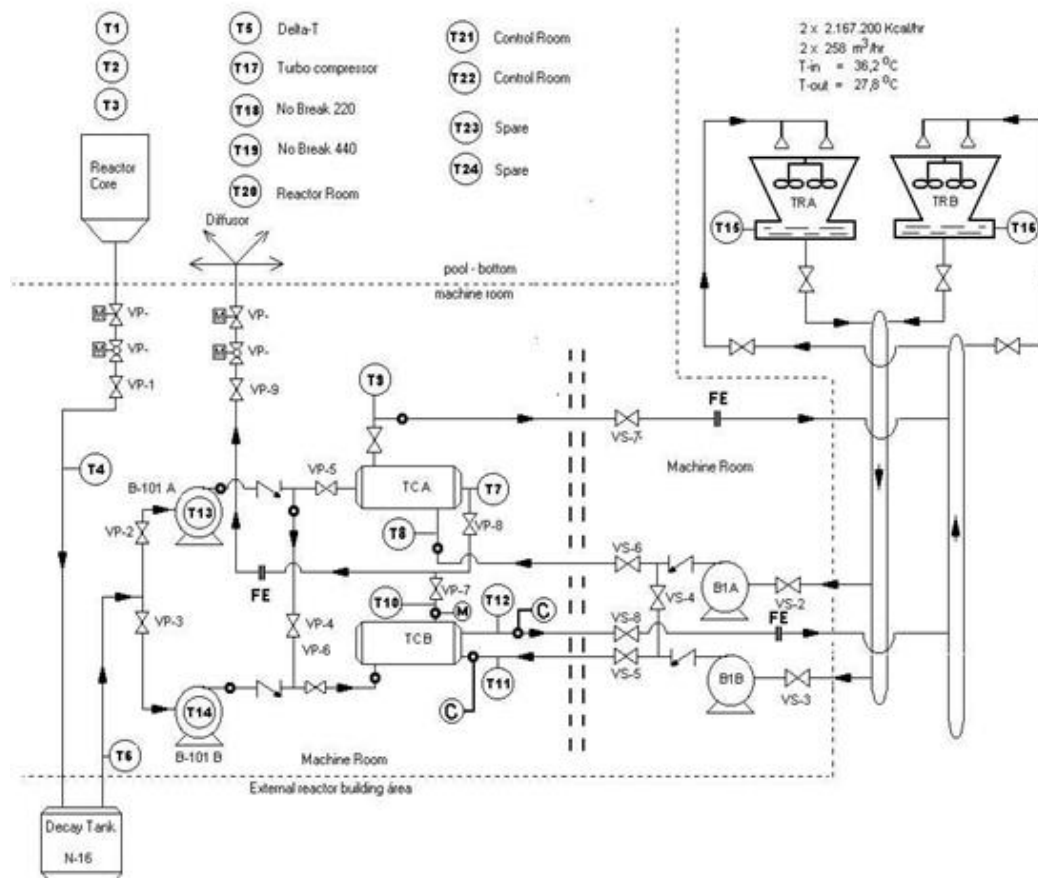 T1
T2
T3
Reactor
Core
T5 Delta-T
T17 Turbo compressor
T18 No Break 220
T19 No Break 440
T20 Reactor Room
T21 Control Room
T22 Control Room
T23 Spare
T24 Spare
2 x 2.167.200 Kcal/hr
2 x 258 m³/hr
T-in = 36,2 ⁰C
T-out = 27,8 ⁰C
Diffusor
TRA
TRB
T15
T16
pool - bottom
machine room
M VP-
M VP-
M VP-
M VP-
VP-1
VP-9
FE
VS-7
T4
VP-5
TCA
T7
Machine Room
B-101 A
T13
VP-8
VP-2
T8
VS-6
FE
VP-7
VS-4
B1A
VS-2
T10
M
T12
C
VS-8
FE
VP-3
VP-4
VP-6
TCB
T11
VS-5
B1B
VS-3
C
T14
B-101 B
Machine Room
External reactor building área
Decay Tank
N-16